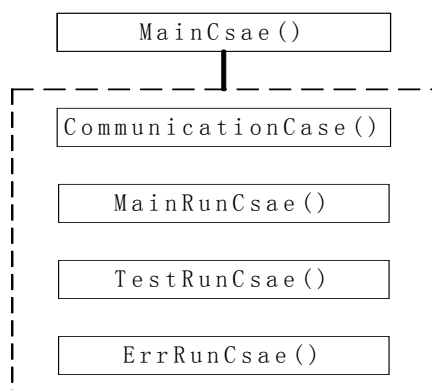 MainCsae()
CommunicationCase()
MainRunCsae()
TestRunCsae()
ErrRunCsae()